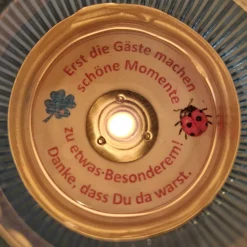 Erst die Gäste machen
schöne Momente
zu etwas Besonderem!
Danke, dass Du da warst.